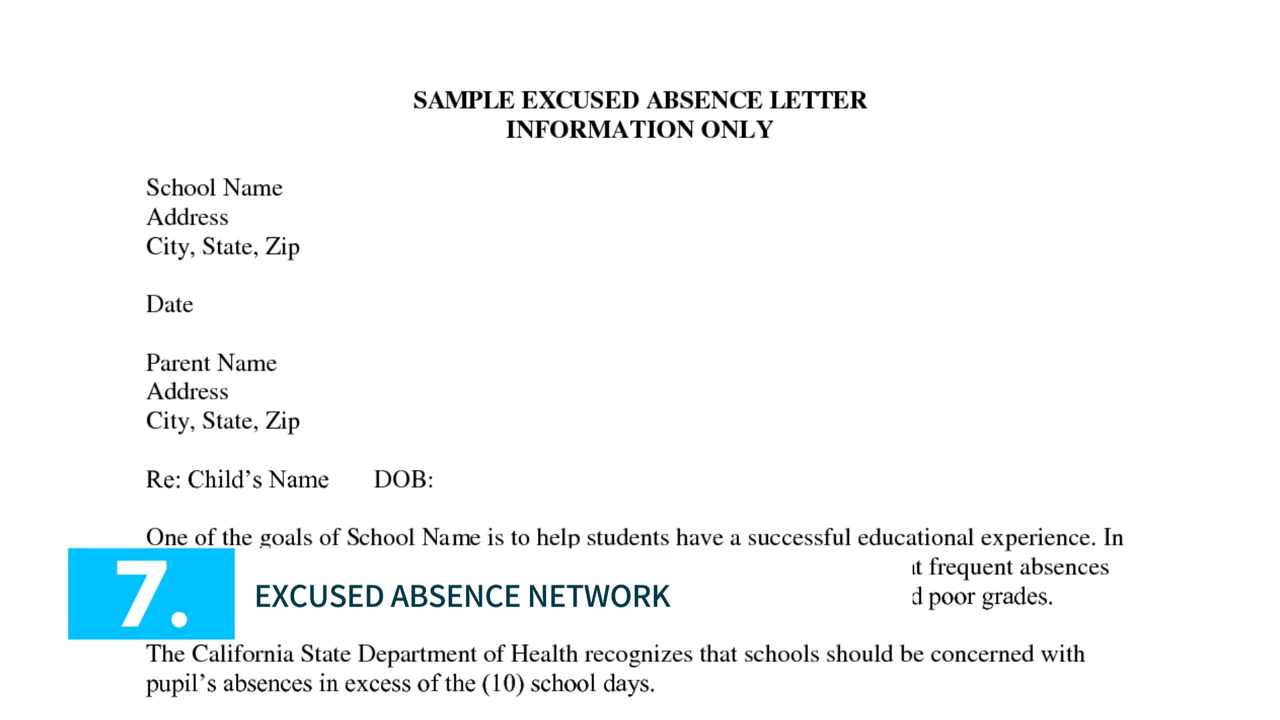 SAMPLE EXCUSED ABSENCE LETTER
INFORMATION ONLY
School Name
Address
City, State, Zip
Date
Parent Name
Address
City, State, Zip
Re: Child's Name DOB:
One of the goals of School Name is to help students have a successful educational experience. In
frequent absences
poor grades.
7. EXCUSED ABSENCE NETWORK
The California State Department of Health recognizes that schools should be concerned with
pupil's absences in excess of the (10) school days.